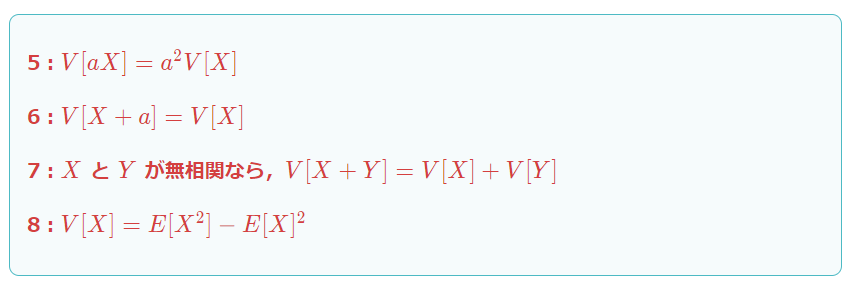 5：V[aX] = a²V[X]
6：V[X + a] = V[X]
7：X と Y が無相関なら，V[X + Y] = V[X] + V[Y]
8：V[X] = E[X²] − E[X]²